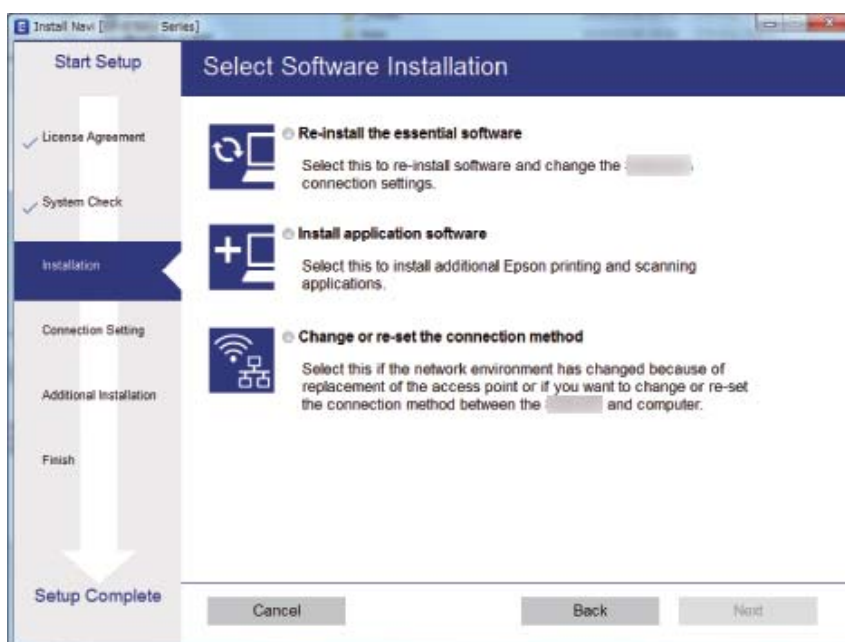 Install Navi [ Series]
Start Setup
License Agreement
System Check
Installation
Connection Setting
Additional Installation
Finish
Setup Complete
Select Software Installation
Re-install the essential software
Select this to re-install software and change the
connection settings.
Install application software
Select this to install additional Epson printing and scanning
applications.
Change or re-set the connection method
Select this if the network environment has changed because of
replacement of the access point or if you want to change or re-set
the connection method between the and computer.
Cancel
Back
Next